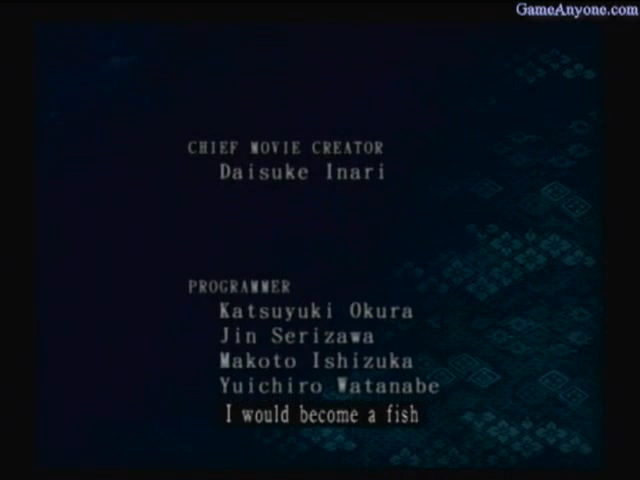 GameAnyone.com
CHIEF MOVIE CREATOR
Daisuke Inari
PROGRAMMER
Katsuyuki Okura
Jin Serizawa
Makoto Ishizuka
Yuichiro Watanabe
I would become a fish